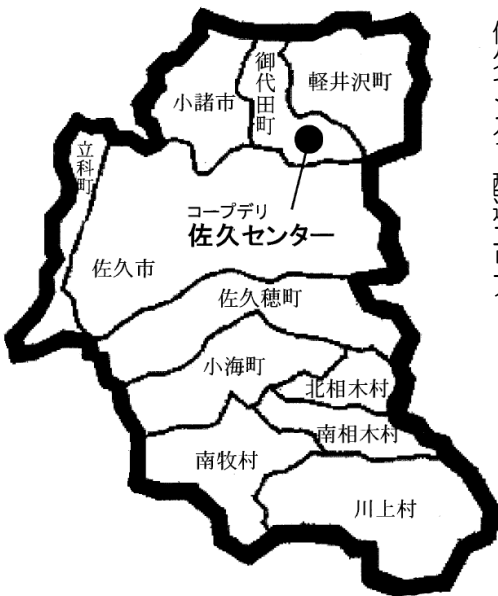 軽井沢町
御代田町
小諸市
立科町
コープデリ
佐久センター
佐久市
佐久穂町
小海町
北相木村
南相木村
南牧村
川上村